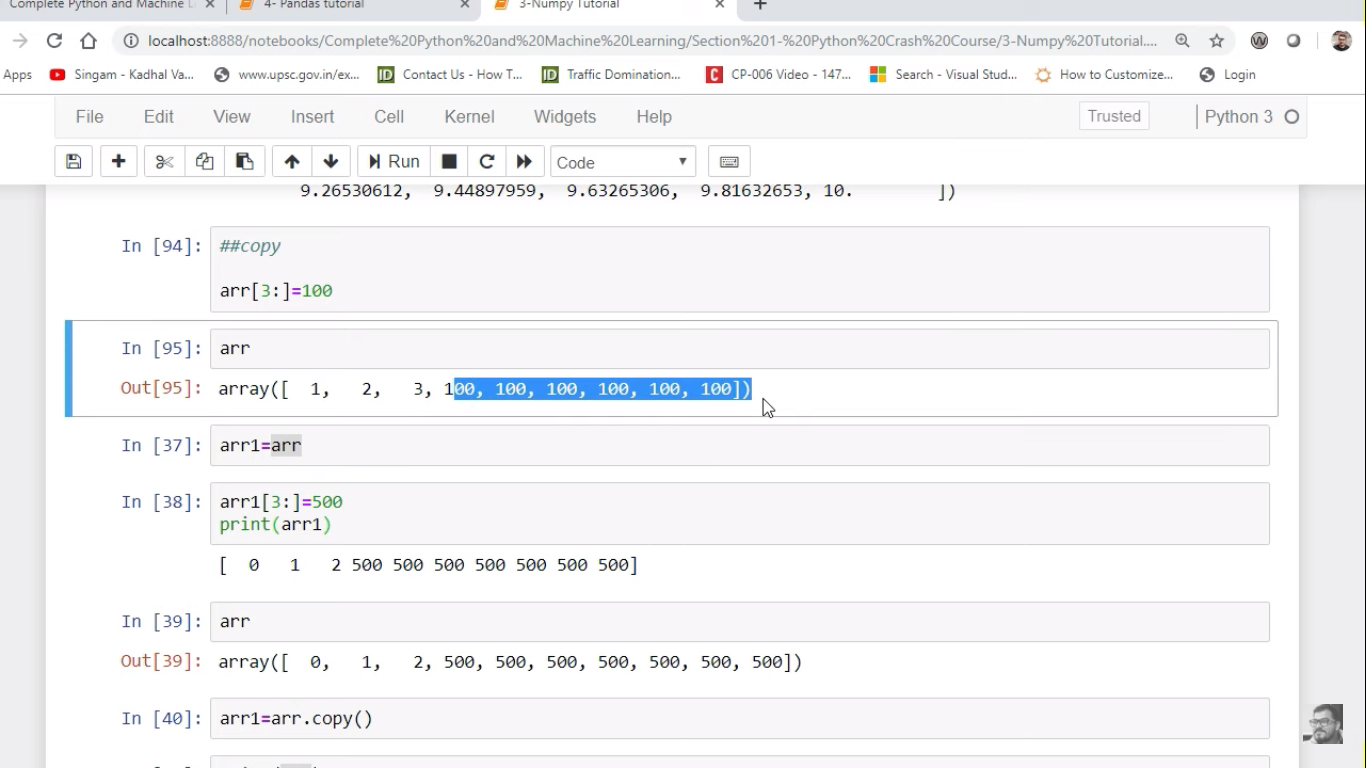 Complete Python and Machine L
4- Pandas tutorial
3-Numpy Tutorial
localhost:8888/notebooks/Complete%20Python%20and%20Machine%20Learning/Section%201-%20Python%20Crash%20Course/3-Numpy%20Tutorial....
Apps
Singam - Kadhal Va...
www.upsc.gov.in/ex...
ID Contact Us - How T...
ID Traffic Domination...
C CP-006 Video - 147...
Search - Visual Stud...
How to Customize...
Login
File Edit View Insert Cell Kernel Widgets Help Trusted Python 3
Run Code
9.26530612, 9.44897959, 9.63265306, 9.81632653, 10. ])
In [94]: ##copy
arr[3:]=100
In [95]: arr
Out[95]: array([ 1, 2, 3, 100, 100, 100, 100, 100, 100])
In [37]: arr1=arr
In [38]: arr1[3:]=500
print(arr1)
[ 0 1 2 500 500 500 500 500 500 500]
In [39]: arr
Out[39]: array([ 0, 1, 2, 500, 500, 500, 500, 500, 500, 500])
In [40]: arr1=arr.copy()